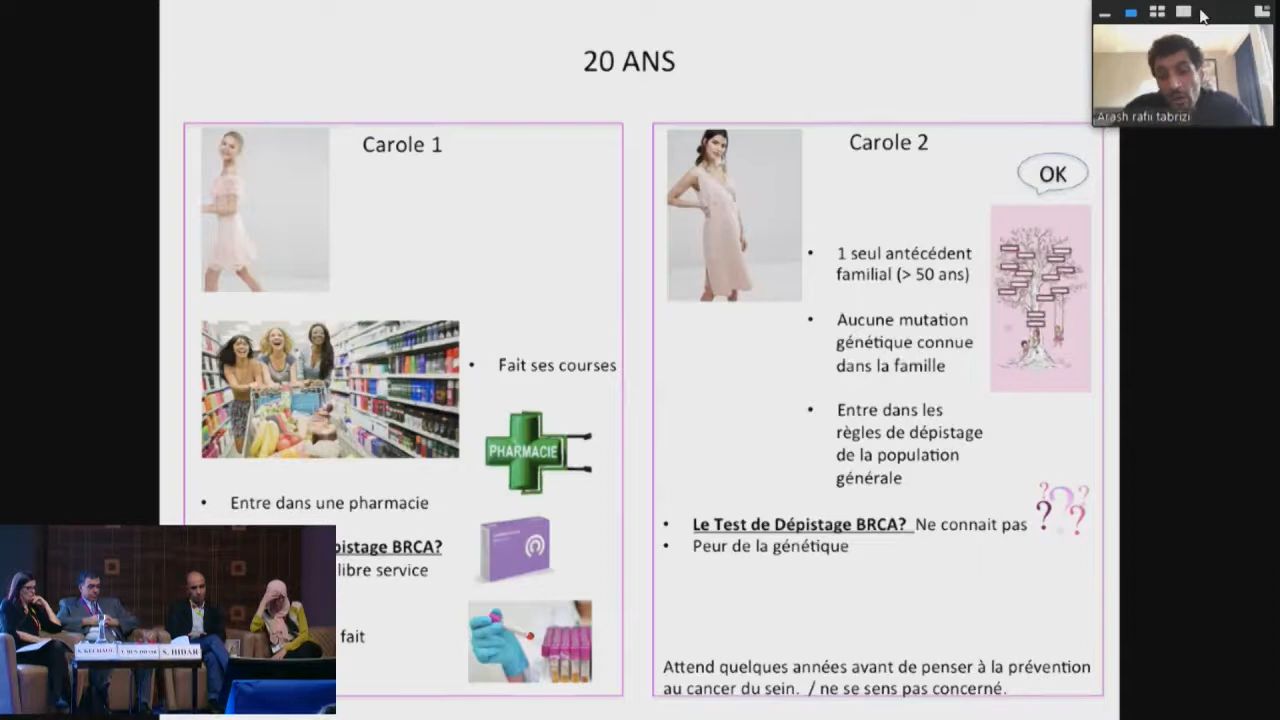 20 ANS
Arash rafii tabrizi
Carole 1
• Fait ses courses
PHARMACIE
• Entre dans une pharmacie
pistage BRCA?
libre service
fait
Carole 2
OK
• 1 seul antécédent
familial (> 50 ans)
• Aucune mutation
génétique connue
dans la famille
• Entre dans les
règles de dépistage
de la population
générale
? ? ? ?
• Le Test de Dépistage BRCA? Ne connait pas
• Peur de la génétique
Attend quelques années avant de penser à la prévention
au cancer du sein. / ne se sens pas concerné.
S. HIDAR